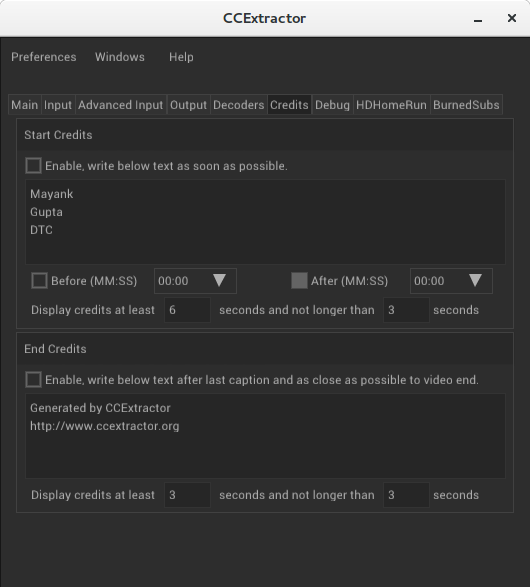 CCExtractor
Preferences Windows Help
Main Input Advanced Input Output Decoders Credits Debug HDHomeRun BurnedSubs
Start Credits
Enable, write below text as soon as possible.
Mayank
Gupta
DTC
Before (MM:SS) 00:00 After (MM:SS) 00:00
Display credits at least 6 seconds and not longer than 3 seconds
End Credits
Enable, write below text after last caption and as close as possible to video end.
Generated by CCExtractor
http://www.ccextractor.org
Display credits at least 3 seconds and not longer than 3 seconds